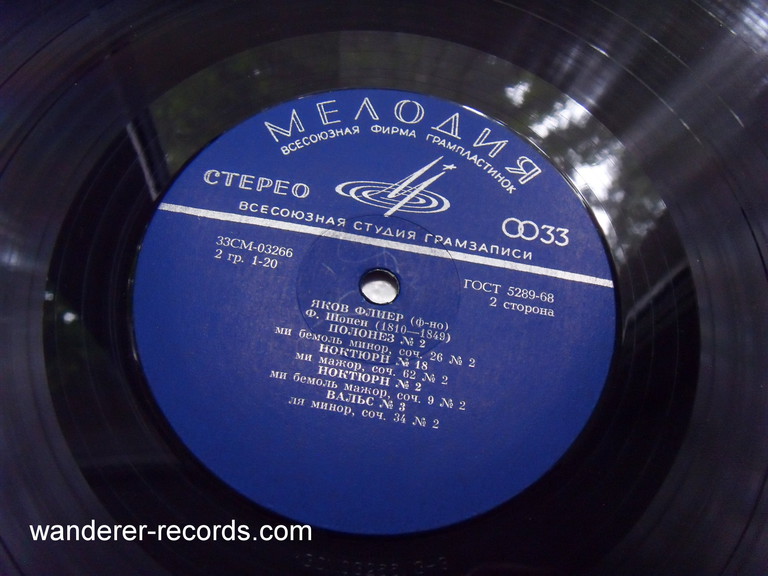 МЕЛОДИЯ
ВСЕСОЮЗНАЯ ФИРМА ГРАМПЛАСТИНОК
СТЕРЕО
33
ВСЕСОЮЗНАЯ СТУДИЯ ГРАМЗАПИСИ
33СМ-03266
2 гр. 1-20
ГОСТ 5289-68
2 сторона
ЯКОВ ФЛИЕР (ф-но)
Ф. Шопен (1810—1849)
ПОЛОНЕЗ № 2
ми бемоль минор, соч. 26 № 2
НОКТЮРН № 18
ми мажор, соч. 62 № 2
НОКТЮРН № 2
ми бемоль мажор, соч. 9 № 2
ВАЛЬС № 3
ля минор, соч. 34 № 2
wanderer-records.com